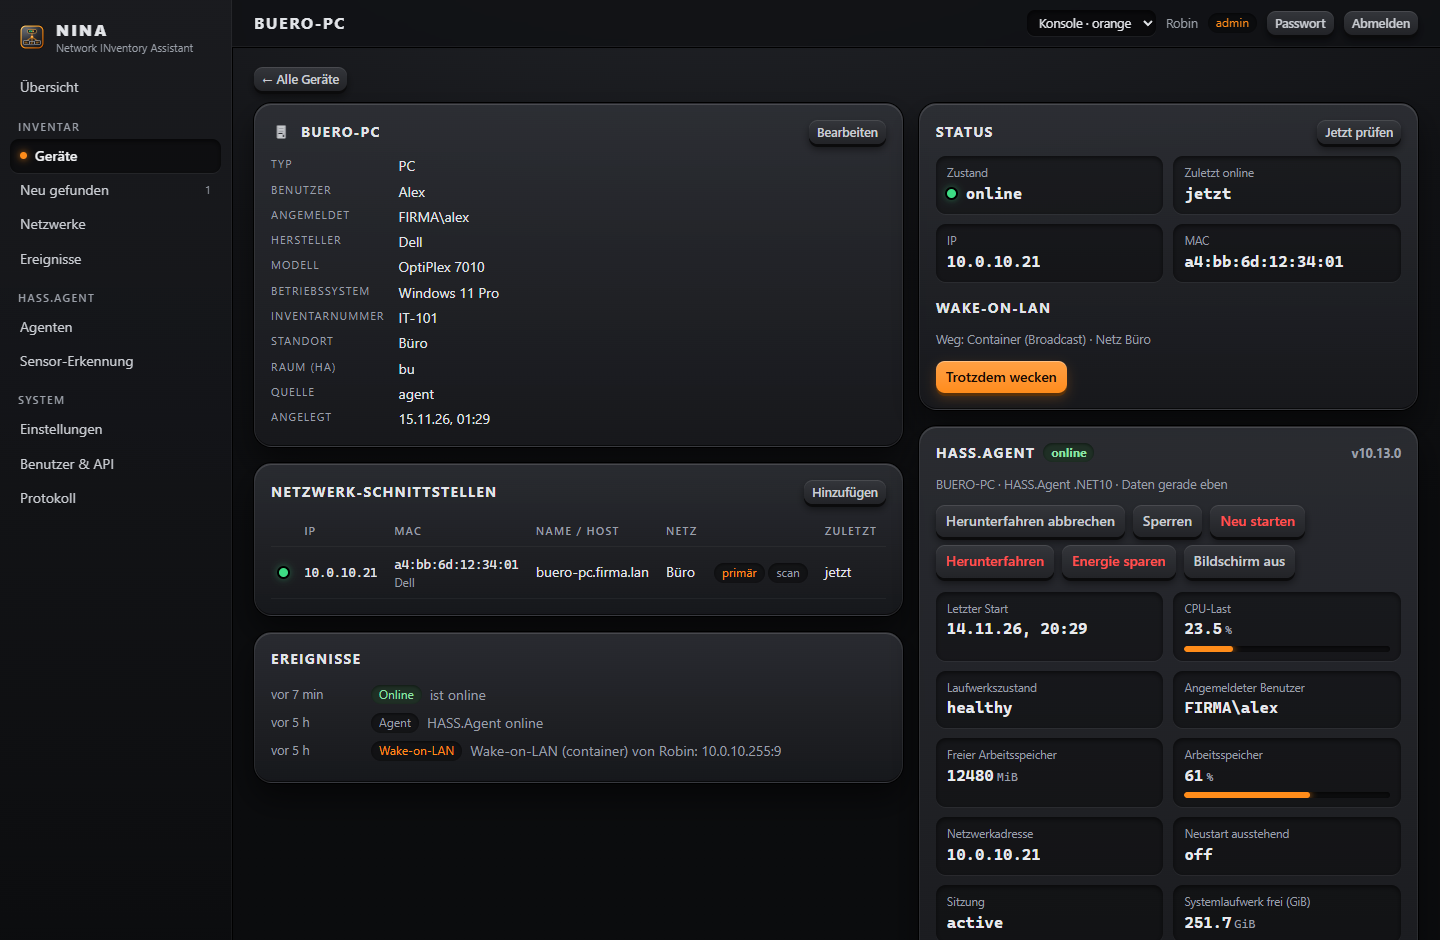 NINA
Network INventory Assistant
Übersicht
INVENTAR
Geräte
Neu gefunden 1
Netzwerke
Ereignisse
HASS.AGENT
Agenten
Sensor-Erkennung
SYSTEM
Einstellungen
Benutzer & API
Protokoll
BUERO-PC
Konsole · orange
Robin
admin
Passwort
Abmelden
← Alle Geräte
BUERO-PC
Bearbeiten
TYP PC
BENUTZER Alex
ANGEMELDET FIRMA\alex
HERSTELLER Dell
MODELL OptiPlex 7010
BETRIEBSSYSTEM Windows 11 Pro
INVENTARNUMMER IT-101
STANDORT Büro
RAUM (HA) bu
QUELLE agent
ANGELEGT 15.11.26, 01:29
NETZWERK-SCHNITTSTELLEN
Hinzufügen
IP MAC NAME / HOST NETZ ZULETZT
10.0.10.21 a4:bb:6d:12:34:01 buero-pc.firma.lan Büro primär scan jetzt
Dell
EREIGNISSE
vor 7 min Online ist online
vor 5 h Agent HASS.Agent online
vor 5 h Wake-on-LAN Wake-on-LAN (container) von Robin: 10.0.10.255:9
STATUS
Jetzt prüfen
Zustand
online
Zuletzt online
jetzt
IP
10.0.10.21
MAC
a4:bb:6d:12:34:01
WAKE-ON-LAN
Weg: Container (Broadcast) · Netz Büro
Trotzdem wecken
HASS.AGENT online v10.13.0
BUERO-PC · HASS.Agent .NET10 · Daten gerade eben
Herunterfahren abbrechen
Sperren
Neu starten
Herunterfahren
Energie sparen
Bildschirm aus
Letzter Start
14.11.26, 20:29
CPU-Last
23.5 %
Laufwerkszustand
healthy
Angemeldeter Benutzer
FIRMA\alex
Freier Arbeitsspeicher
12480 MiB
Arbeitsspeicher
61 %
Netzwerkadresse
10.0.10.21
Neustart ausstehend
off
Sitzung
active
Systemlaufwerk frei (GiB)
251.7 GiB